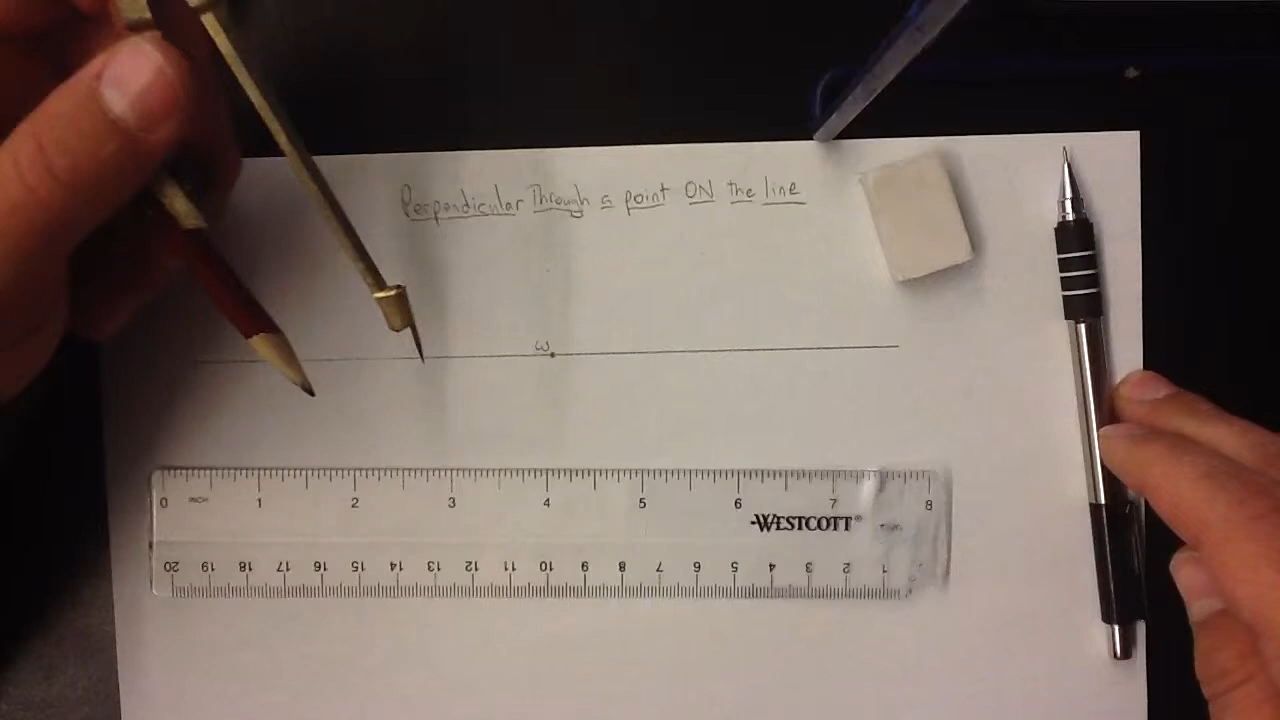 Perpendicular Through a point ON the line
ω
0 INCH 1 2 3 4 5 6 7 8
WESTCOTT®
20 19 18 17 16 15 14 13 12 11 10 9 8 7 6 5 4 3 2 1